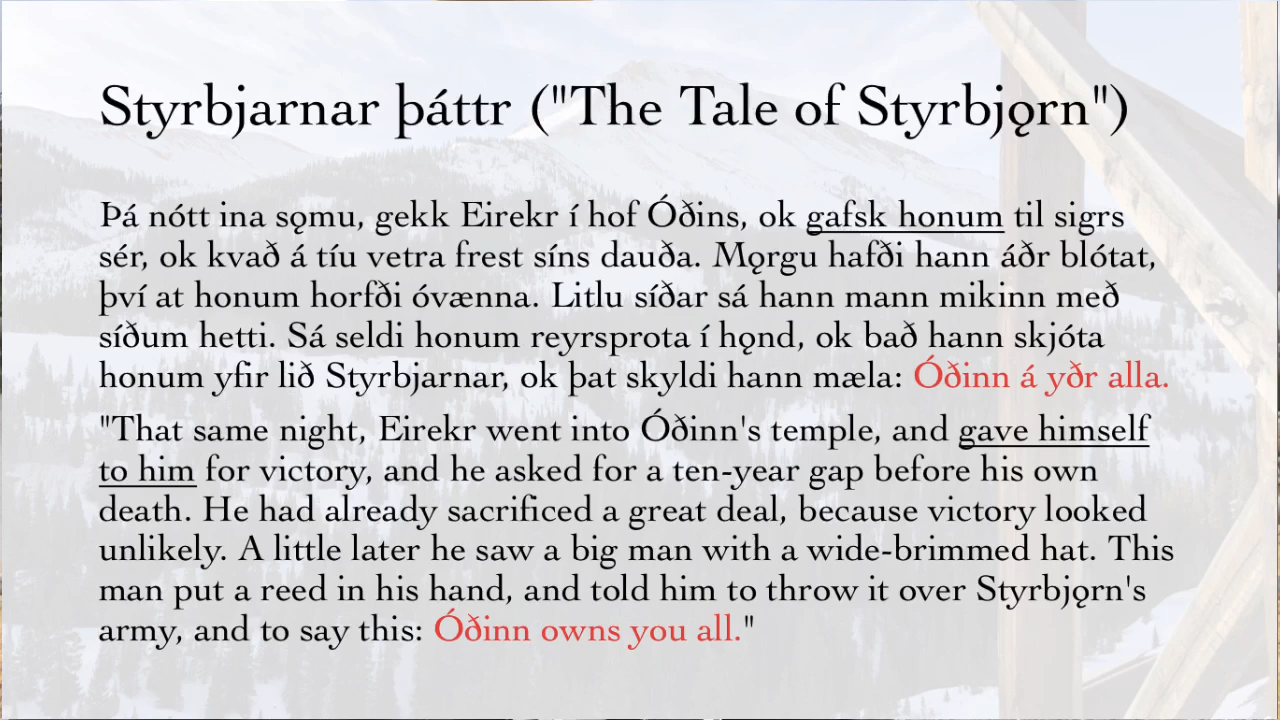 Styrbjarnar þáttr ("The Tale of Styrbjǫrn")
Þá nótt ina sǫmu, gekk Eirekr í hof Óðins, ok gafsk honum til sigrs
sér, ok kvað á tíu vetra frest síns dauða. Mǫrgu hafði hann áðr blótat,
því at honum horfði óvænna. Litlu síðar sá hann mann mikinn með
síðum hetti. Sá seldi honum reyrsprota í hǫnd, ok bað hann skjóta
honum yfir lið Styrbjarnar, ok þat skyldi hann mæla: Óðinn á yðr alla.
"That same night, Eirekr went into Óðinn's temple, and gave himself
to him for victory, and he asked for a ten-year gap before his own
death. He had already sacrificed a great deal, because victory looked
unlikely. A little later he saw a big man with a wide-brimmed hat. This
man put a reed in his hand, and told him to throw it over Styrbjǫrn's
army, and to say this: Óðinn owns you all."